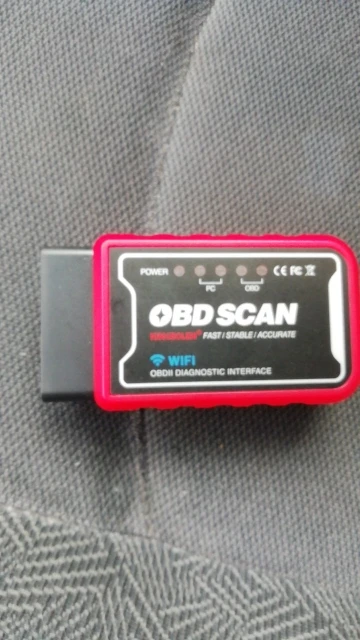 POWER CE FC
PC OBD
OBD SCAN
FAST / STABLE / ACCURATE
WIFI
OBDII DIAGNOSTIC INTERFACE